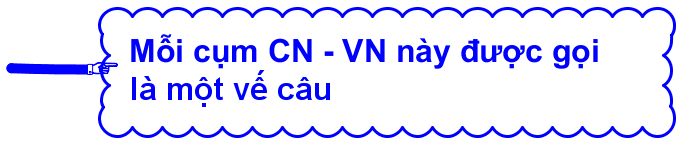 Mỗi cụm CN - VN này được gọi
là một vế câu